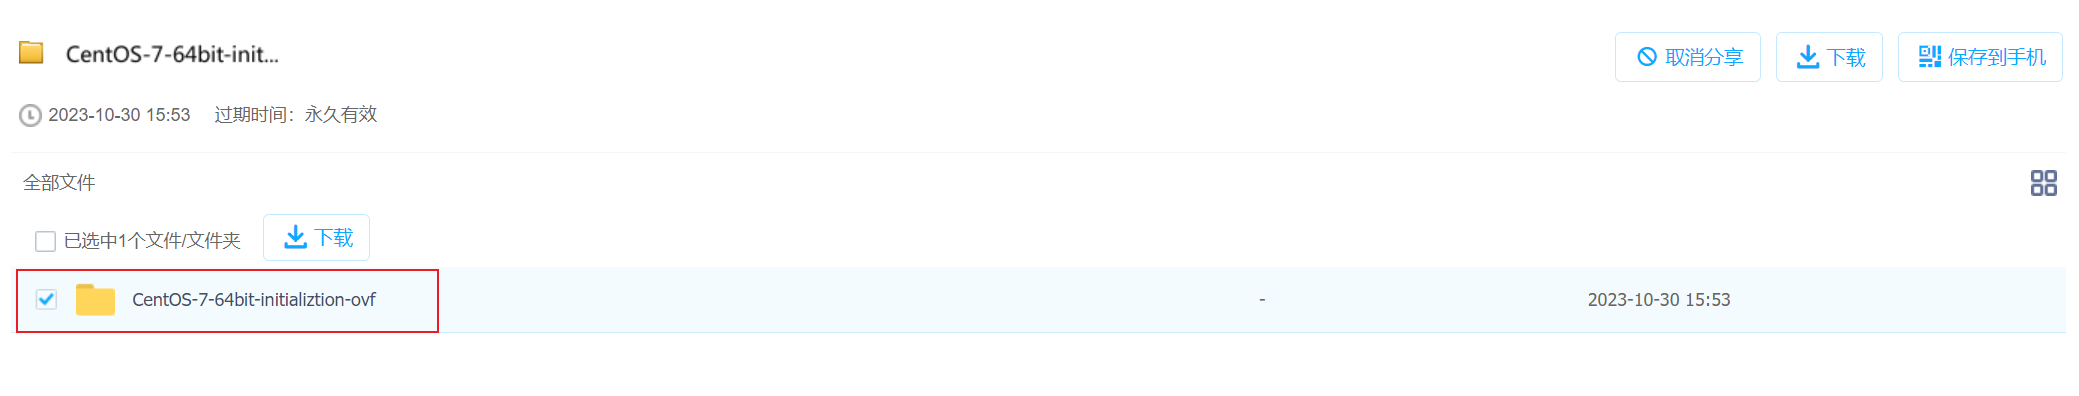 CentOS-7-64bit-init...
取消分享 下载 保存到手机
2023-10-30 15:53 过期时间：永久有效
全部文件
已选中1个文件/文件夹 下载
CentOS-7-64bit-initializtion-ovf - 2023-10-30 15:53